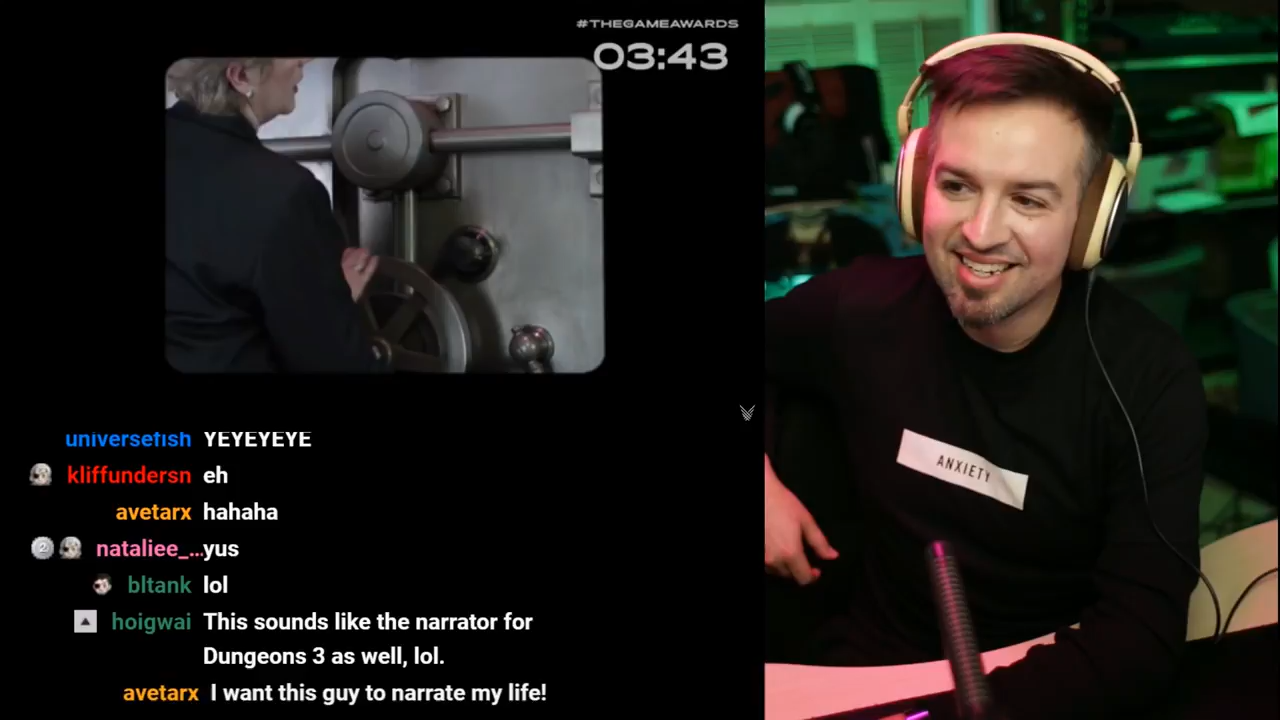 #THEGAMEAWARDS
03:43
universefish YEYEYEYE
kliffundersn eh
avetarx hahaha
nataliee_... yus
bltank lol
hoigwai This sounds like the narrator for
Dungeons 3 as well, lol.
avetarx I want this guy to narrate my life!
ANXIETY